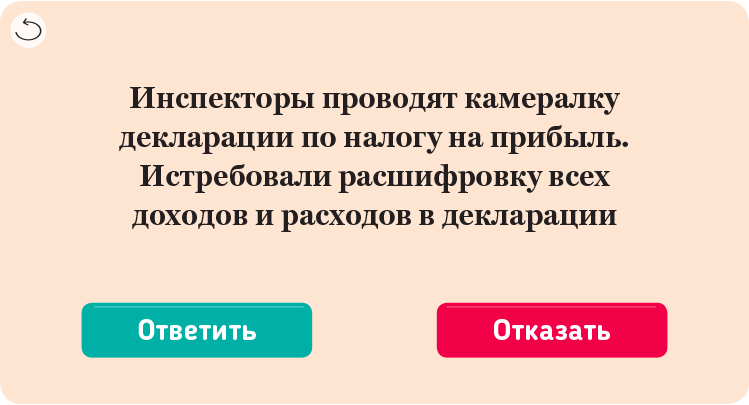 Инспекторы проводят камералку
декларации по налогу на прибыль.
Истребовали расшифровку всех
доходов и расходов в декларации
Ответить
Отказать